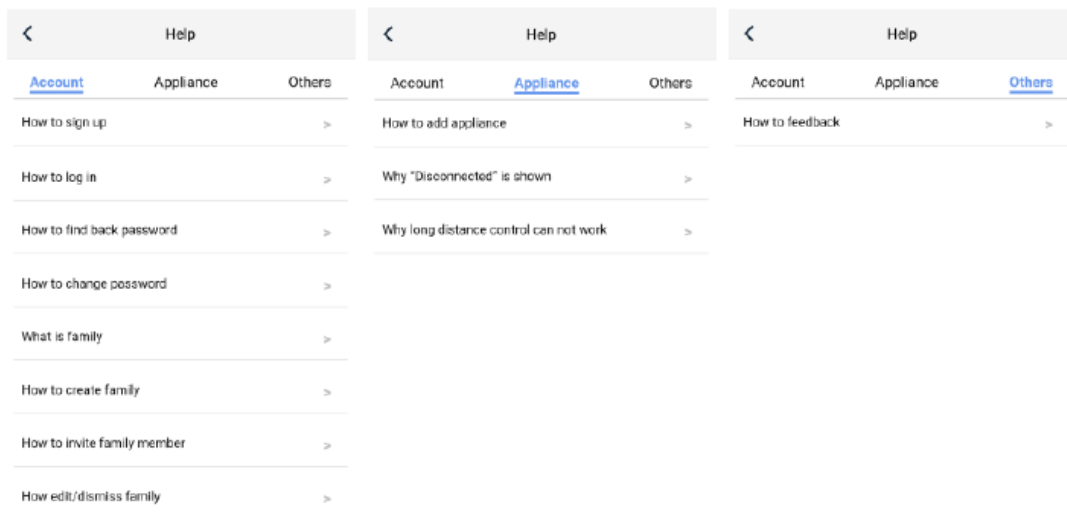 Help
Account Appliance Others
How to sign up >
How to log in >
How to find back password >
How to change password >
What is family >
How to create family >
How to invite family member >
How edit/dismiss family >
Help
Account Appliance Others
How to add appliance >
Why "Disconnected" is shown >
Why long distance control can not work >
Help
Account Appliance Others
How to feedback >